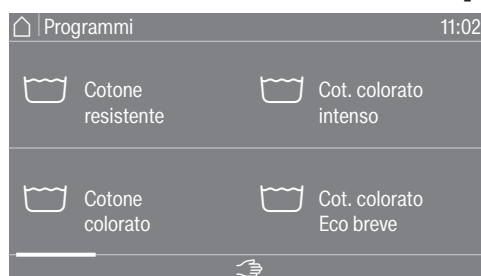 Programmi
11:02
Cotone
resistente
Cot. colorato
intenso
Cotone
colorato
Cot. colorato
Eco breve